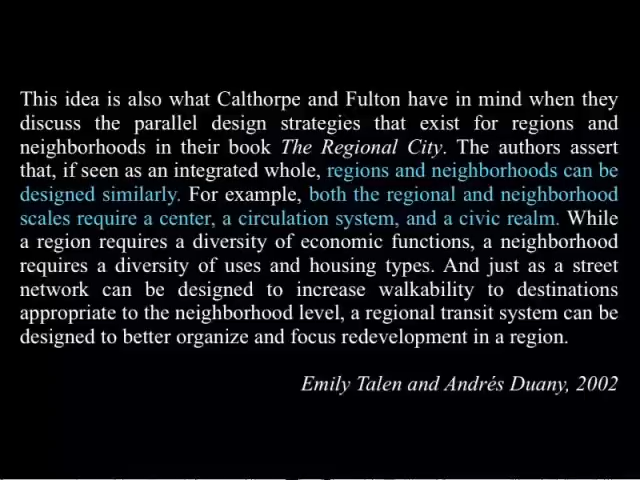 This idea is also what Calthorpe and Fulton have in mind when they
discuss the parallel design strategies that exist for regions and
neighborhoods in their book The Regional City. The authors assert
that, if seen as an integrated whole, regions and neighborhoods can be
designed similarly. For example, both the regional and neighborhood
scales require a center, a circulation system, and a civic realm. While
a region requires a diversity of economic functions, a neighborhood
requires a diversity of uses and housing types. And just as a street
network can be designed to increase walkability to destinations
appropriate to the neighborhood level, a regional transit system can be
designed to better organize and focus redevelopment in a region.
Emily Talen and Andrés Duany, 2002